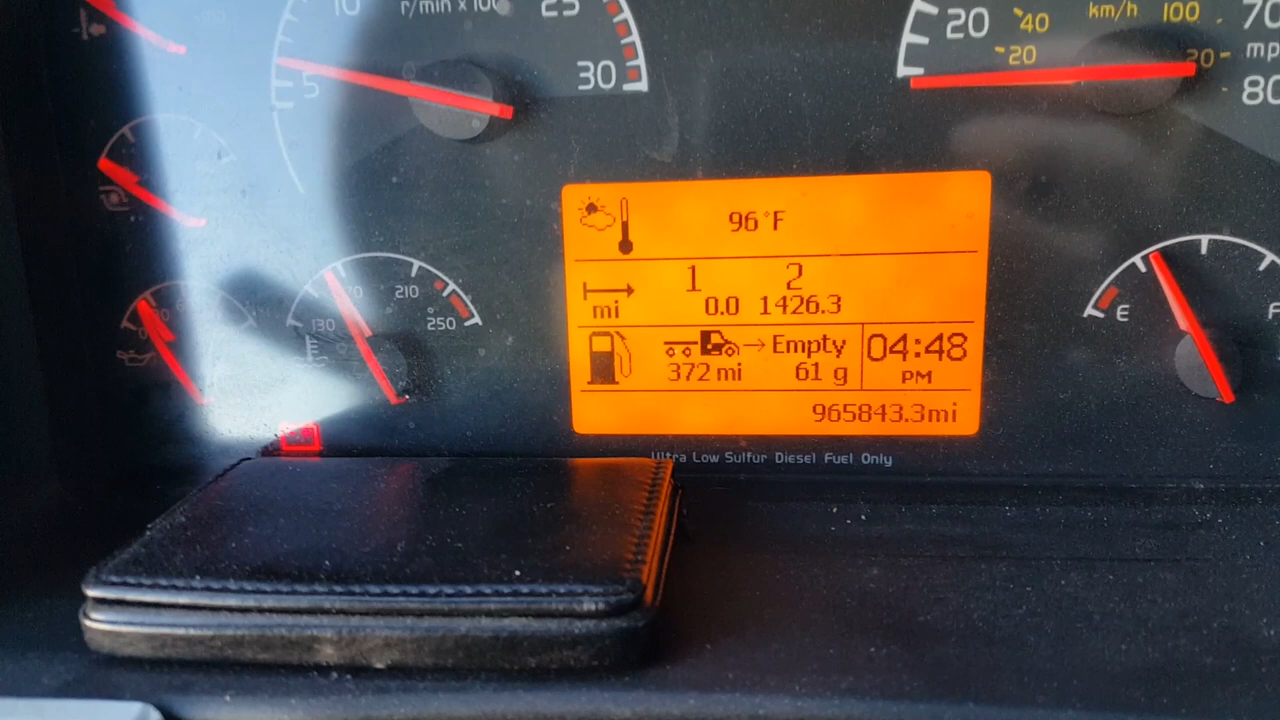 10 r/min x 100 25
5 30
20 40 km/h 100 70
20 20 mp
80
96°F
1 2
mi 0.0 1426.3
Empty 04:48
372 mi 61 g PM
965843.3mi
210
130 250
E F
Ultra Low Sulfur Diesel Fuel Only